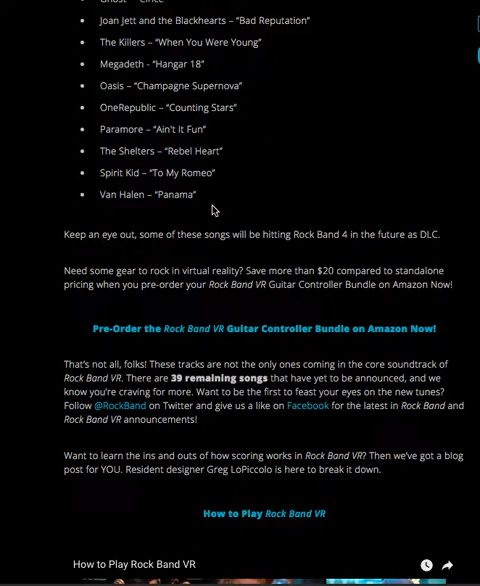 Joan Jett and the Blackhearts – “Bad Reputation”
The Killers – “When You Were Young”
Megadeth - “Hangar 18”
Oasis – “Champagne Supernova”
OneRepublic – “Counting Stars”
Paramore – “Ain't It Fun”
The Shelters – “Rebel Heart”
Spirit Kid – “To My Romeo”
Van Halen – “Panama”
Keep an eye out, some of these songs will be hitting Rock Band 4 in the future as DLC.
Need some gear to rock in virtual reality? Save more than $20 compared to standalone
pricing when you pre-order your Rock Band VR Guitar Controller Bundle on Amazon Now!
Pre-Order the Rock Band VR Guitar Controller Bundle on Amazon Now!
That’s not all, folks! These tracks are not the only ones coming in the core soundtrack of
Rock Band VR. There are 39 remaining songs that have yet to be announced, and we
know you’re craving for more. Want to be the first to feast your eyes on the new tunes?
Follow @RockBand on Twitter and give us a like on Facebook for the latest in Rock Band and
Rock Band VR announcements!
Want to learn the ins and outs of how scoring works in Rock Band VR? Then we’ve got a blog
post for YOU. Resident designer Greg LoPiccolo is here to break it down.
How to Play Rock Band VR
How to Play Rock Band VR